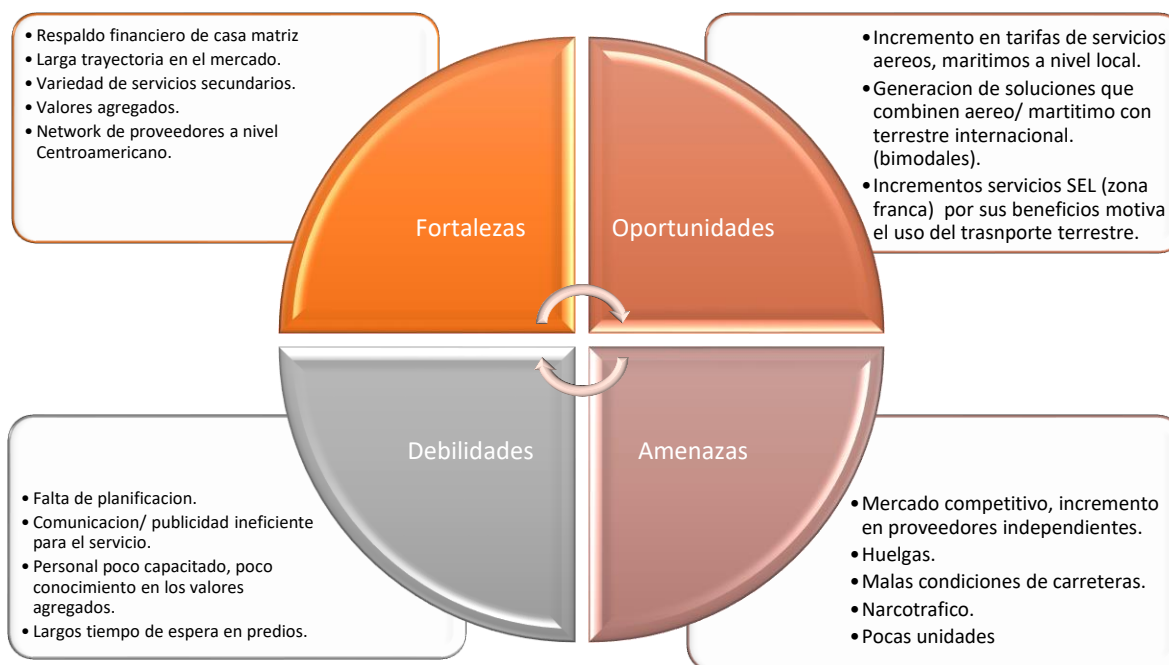 • Respaldo financiero de casa matriz
• Larga trayectoria en el mercado.
• Variedad de servicios secundarios.
• Valores agregados.
• Network de proveedores a nivel
Centroamericano.
• Incremento en tarifas de servicios
aereos, maritimos a nivel local.
• Generacion de soluciones que
combinen aereo/ martitimo con
terrestre internacional.
(bimodales).
• Incrementos servicios SEL (zona
franca) por sus beneficios motiva
el uso del trasnporte terrestre.
Fortalezas
Oportunidades
Debilidades
Amenazas
• Falta de planificacion.
• Comunicacion/ publicidad ineficiente
para el servicio.
• Personal poco capacitado, poco
conocimiento en los valores
agregados.
• Largos tiempo de espera en predios.
• Mercado competitivo, incremento
en proveedores independientes.
• Huelgas.
• Malas condiciones de carreteras.
• Narcotrafico.
• Pocas unidades